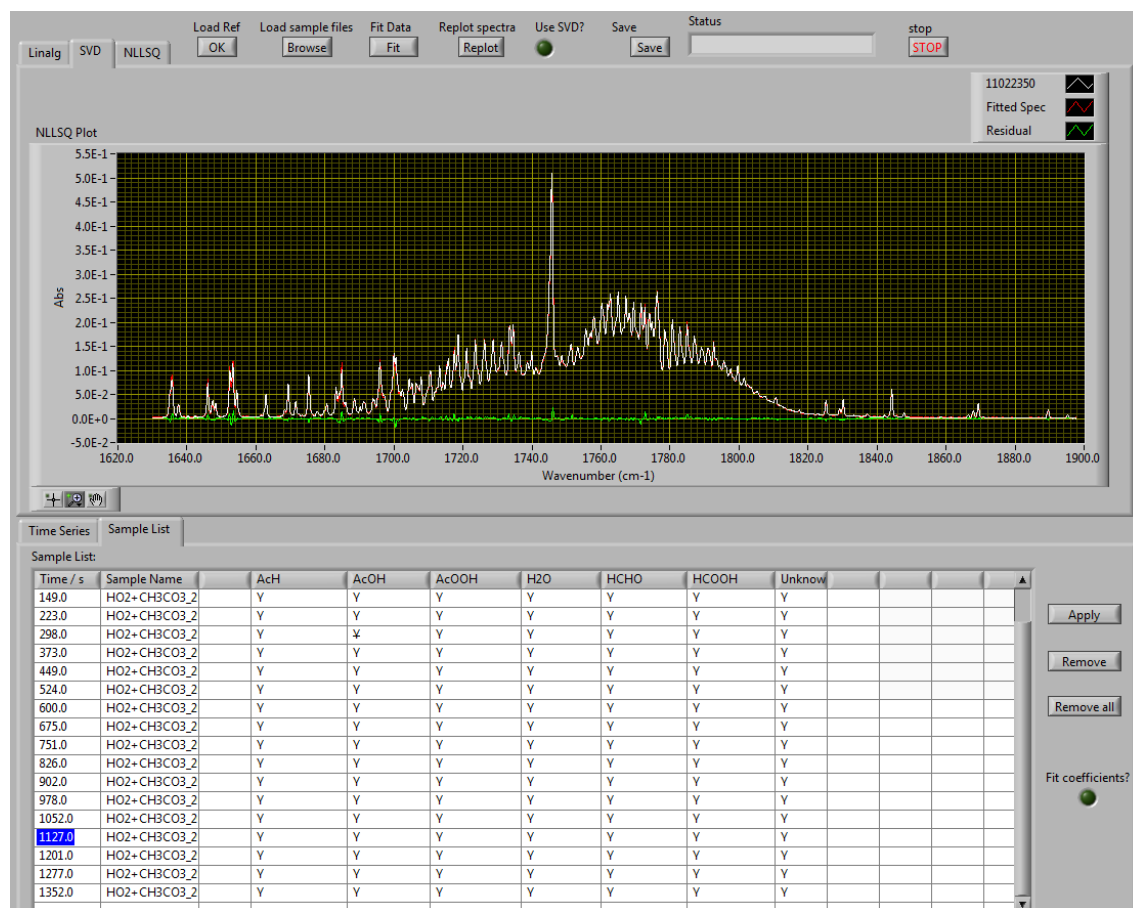 Load Ref Load sample files Fit Data Replot spectra Use SVD? Save Status stop
Linalg SVD NLLSQ OK Browse Fit Replot Save STOP
11022350
Fitted Spec
Residual
NLLSQ Plot
5.5E-1
5.0E-1
4.5E-1
4.0E-1
3.5E-1
3.0E-1
2.5E-1
2.0E-1
1.5E-1
1.0E-1
5.0E-2
0.0E+0
-5.0E-2
Abs
1620.0 1640.0 1660.0 1680.0 1700.0 1720.0 1740.0 1760.0 1780.0 1800.0 1820.0 1840.0 1860.0 1880.0 1900.0
Wavenumber (cm-1)
Time Series Sample List
Sample List:
Time / s Sample Name AcH AcOH AcOOH H2O HCHO HCOOH Unknow
149.0 HO2+CH3CO3_2 Y Y Y Y Y Y Y
223.0 HO2+CH3CO3_2 Y Y Y Y Y Y Y
298.0 HO2+CH3CO3_2 Y ¥ Y Y Y Y Y
373.0 HO2+CH3CO3_2 Y Y Y Y Y Y Y
449.0 HO2+CH3CO3_2 Y Y Y Y Y Y Y
524.0 HO2+CH3CO3_2 Y Y Y Y Y Y Y
600.0 HO2+CH3CO3_2 Y Y Y Y Y Y Y
675.0 HO2+CH3CO3_2 Y Y Y Y Y Y Y
751.0 HO2+CH3CO3_2 Y Y Y Y Y Y Y
826.0 HO2+CH3CO3_2 Y Y Y Y Y Y Y
902.0 HO2+CH3CO3_2 Y Y Y Y Y Y Y
978.0 HO2+CH3CO3_2 Y Y Y Y Y Y Y
1052.0 HO2+CH3CO3_2 Y Y Y Y Y Y Y
1127.0 HO2+CH3CO3_2 Y Y Y Y Y Y Y
1201.0 HO2+CH3CO3_2 Y Y Y Y Y Y Y
1277.0 HO2+CH3CO3_2 Y Y Y Y Y Y Y
1352.0 HO2+CH3CO3_2 Y Y Y Y Y Y Y
Apply
Remove
Remove all
Fit coefficients?